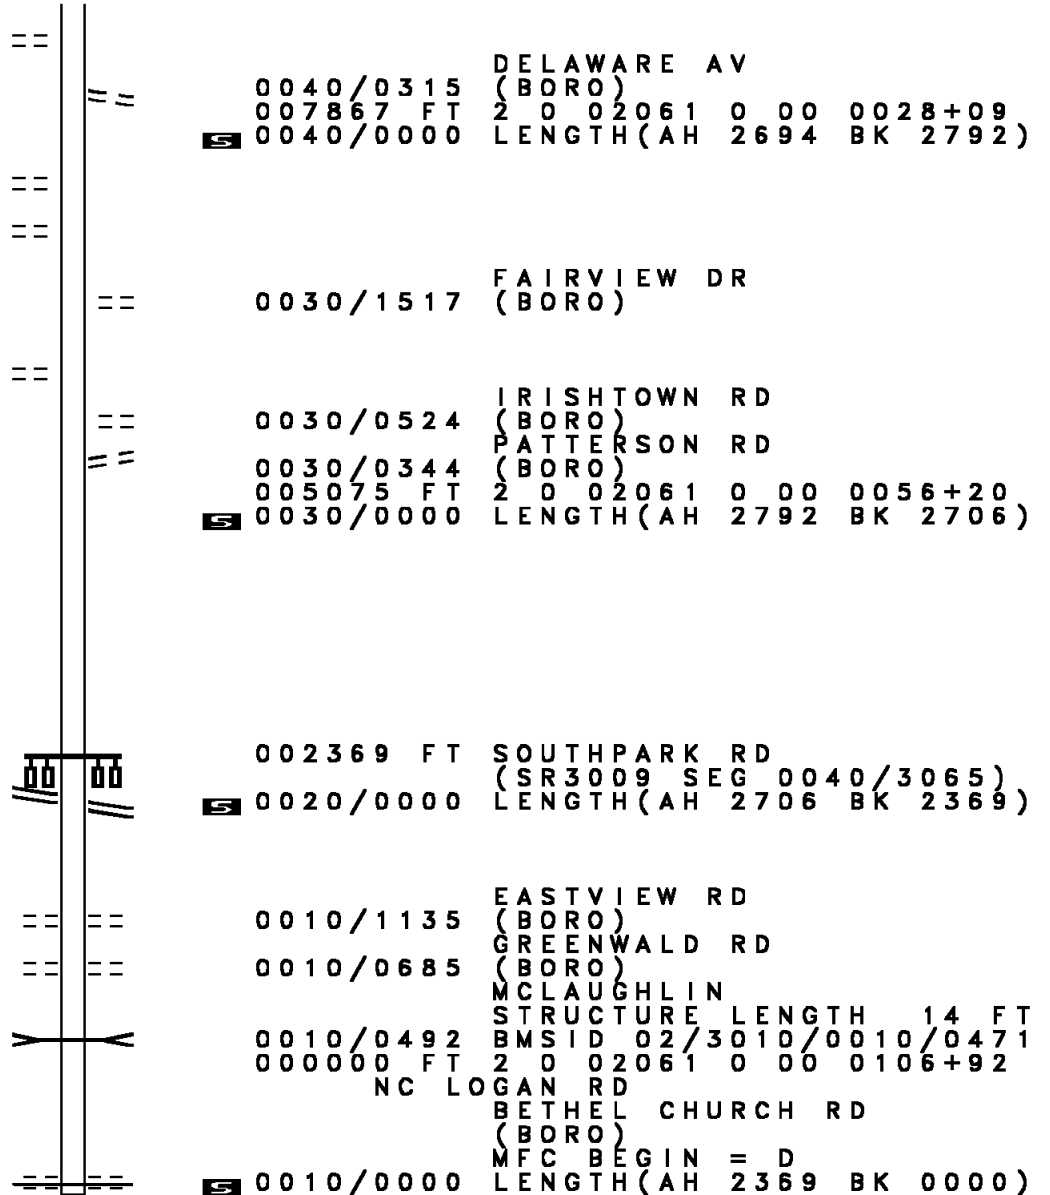 DELAWARE AV
0040/0315 (BORO)
007867 FT 2 0 02061 0 00 0028+09
S 0040/0000 LENGTH(AH 2694 BK 2792)
FAIRVIEW DR
0030/1517 (BORO)
IRISHTOWN RD
0030/0524 (BORO)
PATTERSON RD
0030/0344 (BORO)
005075 FT 2 0 02061 0 00 0056+20
S 0030/0000 LENGTH(AH 2792 BK 2706)
002369 FT SOUTHPARK RD
(SR3009 SEG 0040/3065)
S 0020/0000 LENGTH(AH 2706 BK 2369)
EASTVIEW RD
0010/1135 (BORO)
GREENWALD RD
0010/0685 (BORO)
MCLAUGHLIN
STRUCTURE LENGTH 14 FT
0010/0492 BMSID 02/3010/0010/0471
000000 FT 2 0 02061 0 00 0106+92
NC LOGAN RD
BETHEL CHURCH RD
(BORO)
MFC BEGIN = D
S 0010/0000 LENGTH(AH 2369 BK 0000)